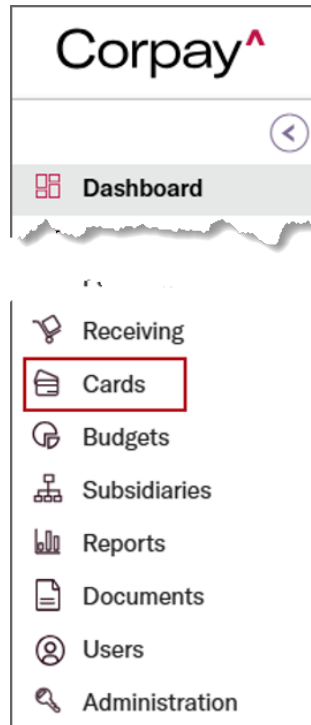 Corpay^
Dashboard
Receiving
Cards
Budgets
Subsidiaries
Reports
Documents
Users
Administration